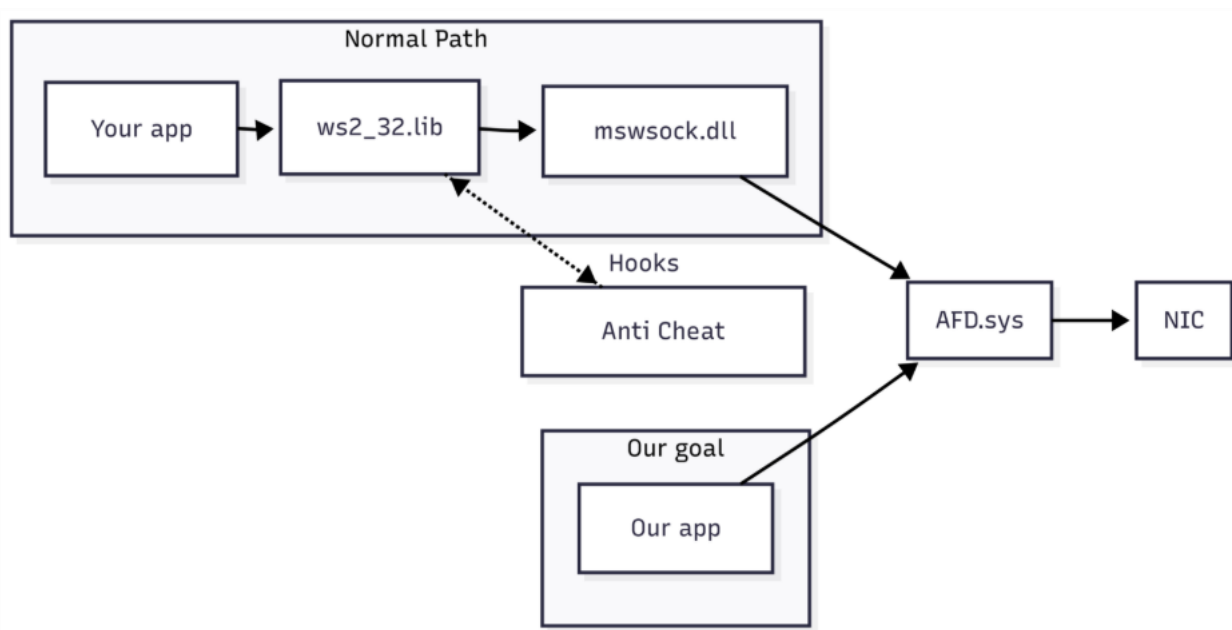 Normal Path
Your app
ws2_32.lib
mswsock.dll
Hooks
Anti Cheat
AFD.sys
NIC
Our goal
Our app